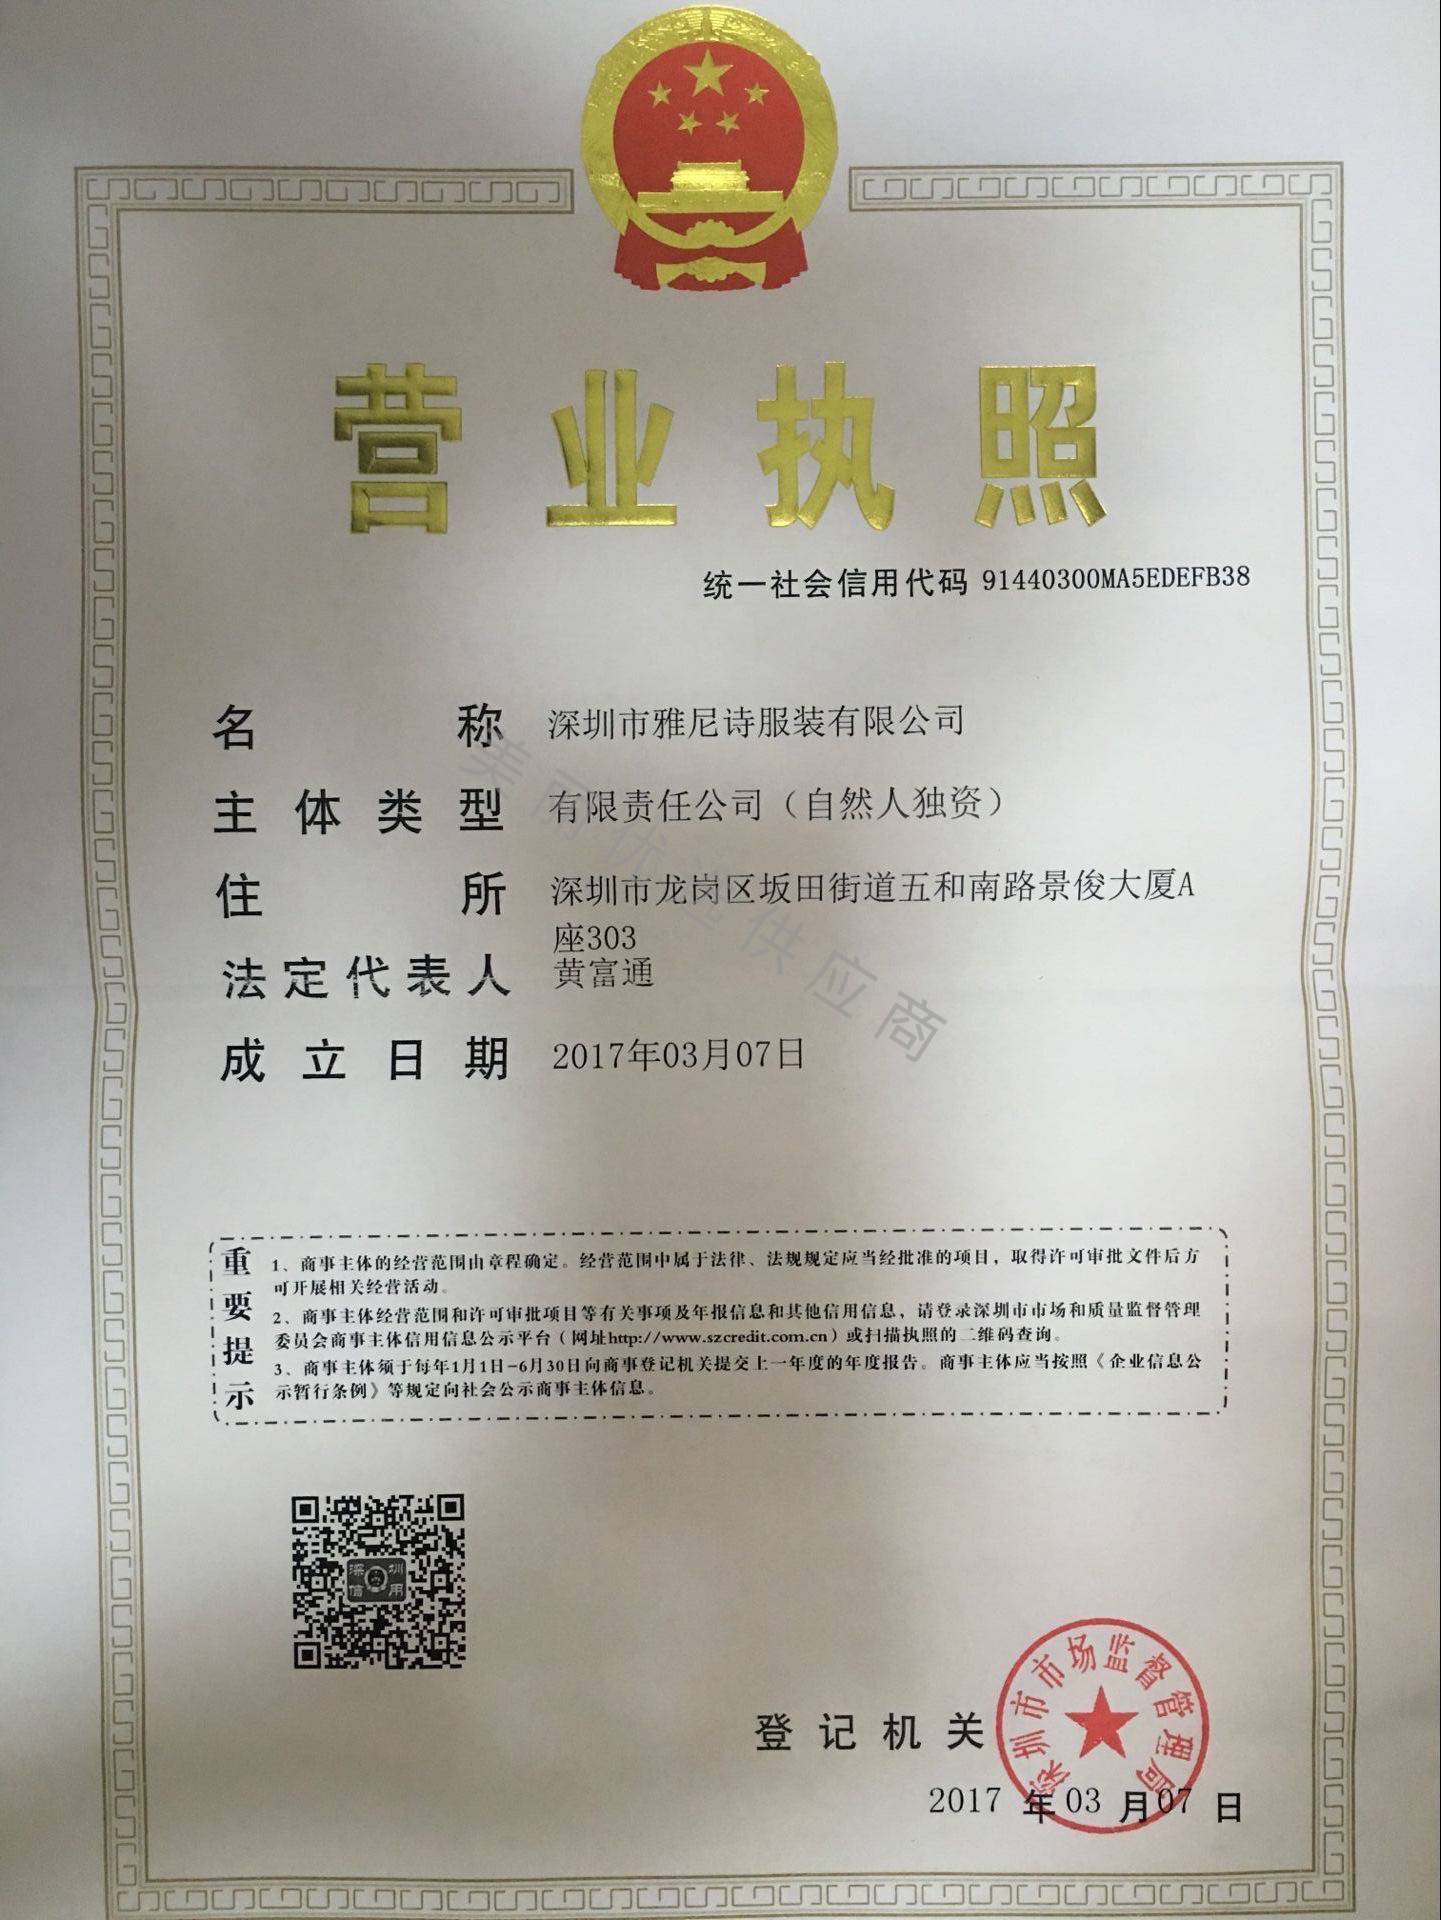 营业执照
统一社会信用代码 91440300MA5EDEFB38
名称 深圳市雅尼诗服装有限公司
主体类型 有限责任公司（自然人独资）
住所 深圳市龙岗区坂田街道五和南路景俊大厦A
座303
法定代表人 黄富通
成立日期 2017年03月07日
美丽优选供应商
重要提示
1、商事主体的经营范围由章程确定。经营范围中属于法律、法规规定应当经批准的项目，取得许可审批文件后方
可开展相关经营活动。
2、商事主体经营范围和许可审批项目等有关事项及年报信息和其他信用信息，请登录深圳市市场和质量监督管理
委员会商事主体信用信息公示平台（网址http://www.szcredit.com.cn）或扫描执照的二维码查询。
3、商事主体须于每年1月1日-6月30日向商事登记机关提交上一年度的年度报告。商事主体应当按照《企业信息公
示暂行条例》等规定向社会公示商事主体信息。
深圳
信用
登记机关
深圳市市场监督管理局
2017 年 03 月 07 日